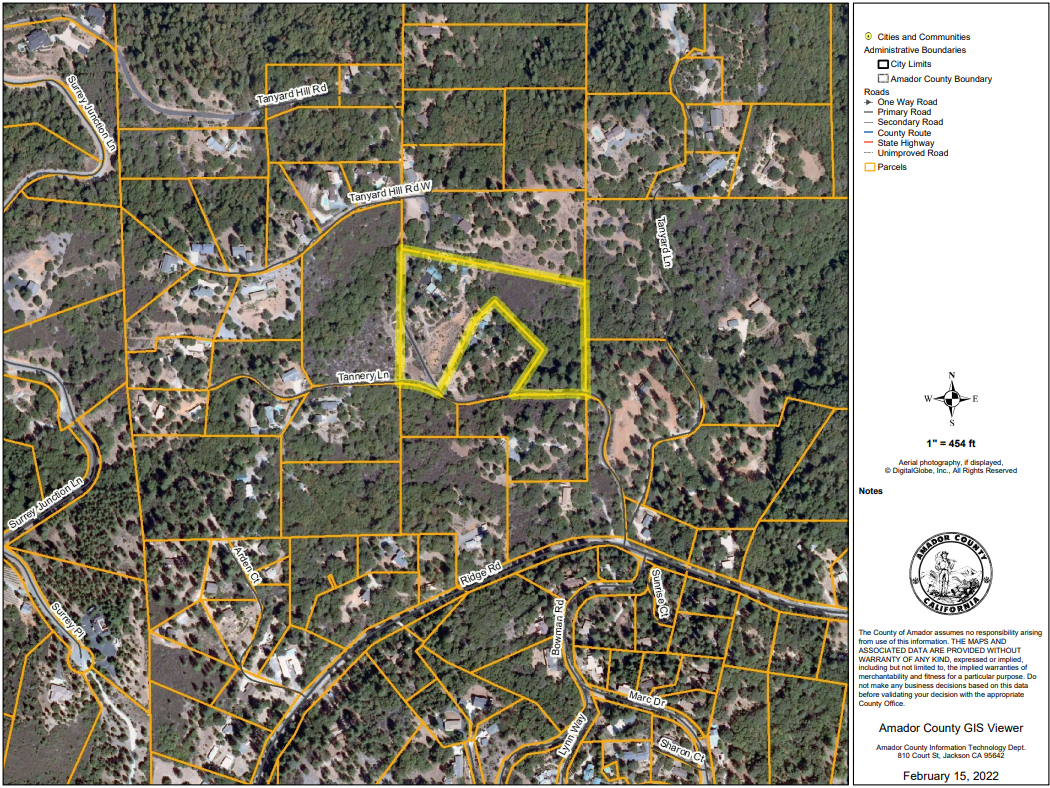 Surrey Junction Ln
Tanyard Hill Rd
Tanyard Hill Rd W
Tanyard Ln
Tannery Ln
Surrey Junction Ln
Arden Ct
Ridge Rd
Surrey Pl
Bowman Rd
Sunrise Ct
Marc Dr
Lynn Way
Sharon Ct
Cities and Communities
Administrative Boundaries
City Limits
Amador County Boundary
Roads
One Way Road
Primary Road
Secondary Road
County Route
State Highway
Unimproved Road
Parcels
N
W E
S
1" = 454 ft
Aerial photography, if displayed,
© DigitalGlobe, Inc., All Rights Reserved
Notes
AMADOR COUNTY
CALIFORNIA
The County of Amador assumes no responsibility arising
from use of this information. THE MAPS AND
ASSOCIATED DATA ARE PROVIDED WITHOUT
WARRANTY OF ANY KIND, expressed or implied,
including but not limited to, the implied warranties of
merchantability and fitness for a particular purpose. Do
not make any business decisions based on this data
before validating your decision with the appropriate
County Office.
Amador County GIS Viewer
Amador County Information Technology Dept.
810 Court St, Jackson CA 95642
February 15, 2022